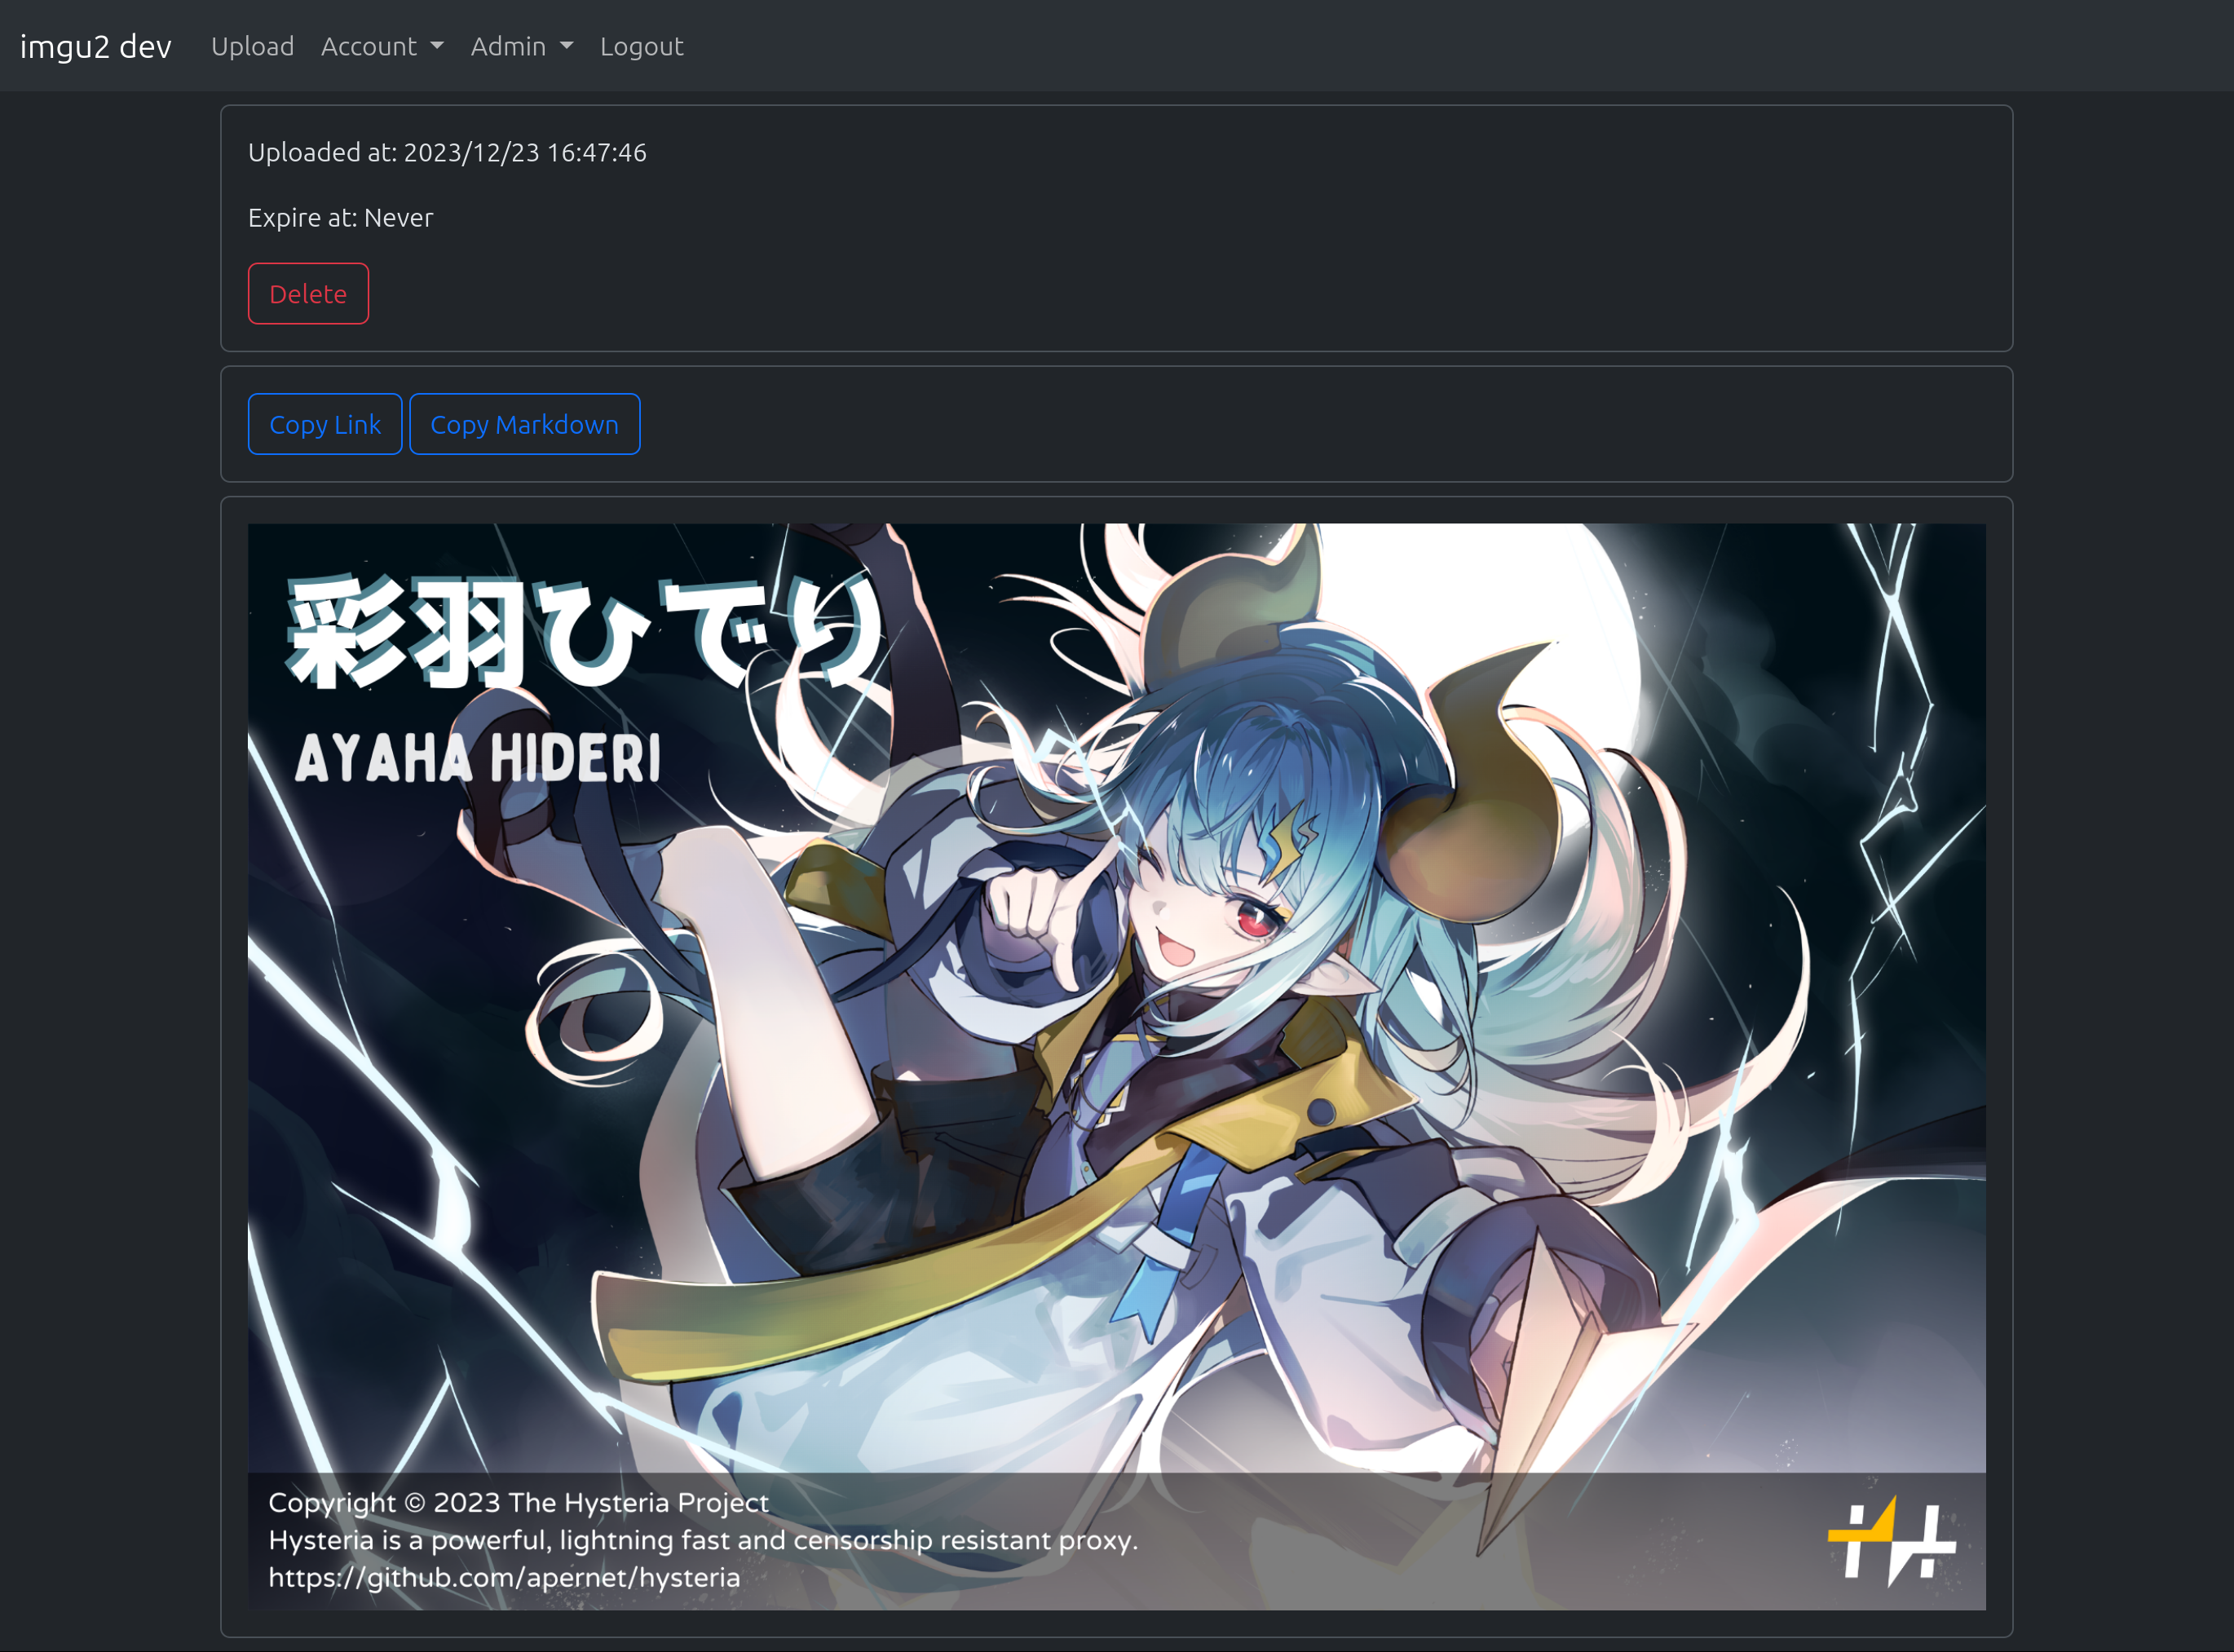 imgu2 dev Upload Account Admin Logout
Uploaded at: 2023/12/23 16:47:46
Expire at: Never
Delete
Copy Link Copy Markdown
彩羽ひでり
AYAHA HIDERI
Copyright © 2023 The Hysteria Project
Hysteria is a powerful, lightning fast and censorship resistant proxy.
https://github.com/apernet/hysteria